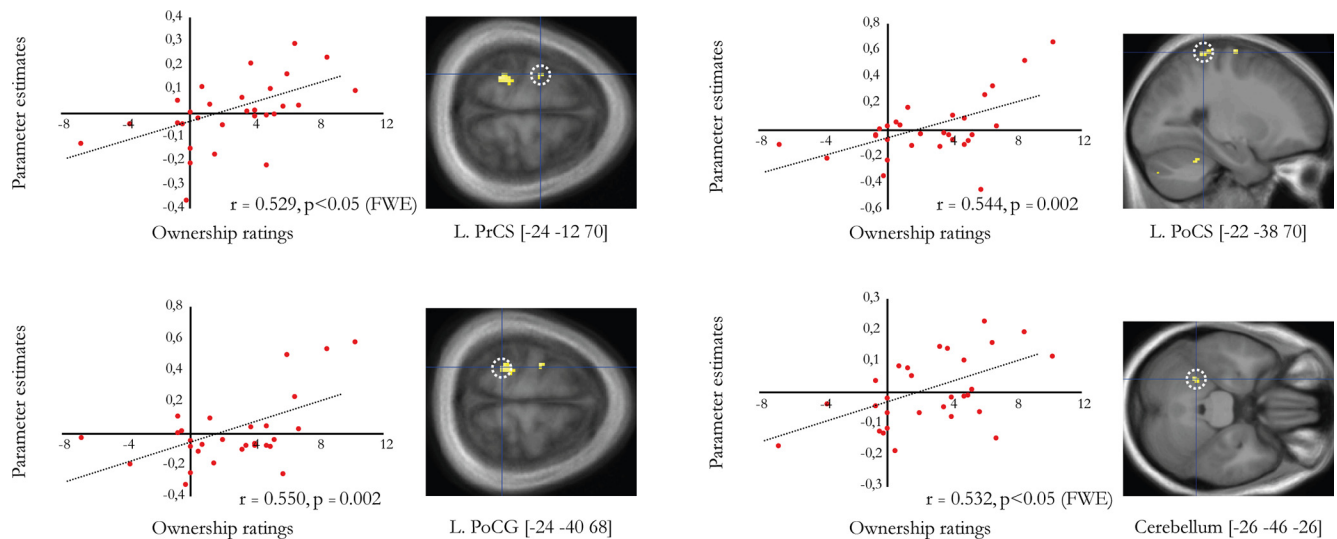 0,4
0,3
0,2
0,1
-8
-4
4
8
12
-0,1
-0,2
-0,3
-0,4
Parameter estimates
r = 0.529, p<0.05 (FWE)
Ownership ratings
L. PrCS [-24 -12 70]
0,8
0,6
0,4
0,2
-8
-4
4
8
12
-0,2
-0,4
-0,6
Parameter estimates
r = 0.544, p = 0.002
Ownership ratings
L. PoCS [-22 -38 70]
0,8
0,6
0,4
0,2
-8
-4
4
8
12
-0,2
-0,4
Parameter estimates
r = 0.550, p = 0.002
Ownership ratings
L. PoCG [-24 -40 68]
0,3
0,2
0,1
-8
-4
4
8
12
-0,1
-0,2
-0,3
Parameter estimates
r = 0.532, p<0.05 (FWE)
Ownership ratings
Cerebellum [-26 -46 -26]